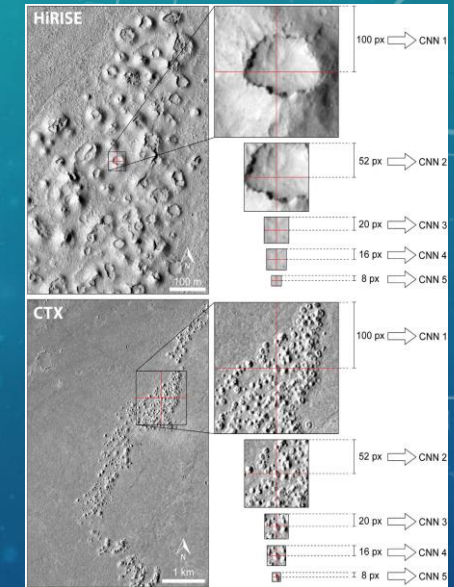 HiRISE
100 px CNN 1
52 px CNN 2
20 px CNN 3
16 px CNN 4
8 px CNN 5
100 m
CTX
100 px CNN 1
52 px CNN 2
20 px CNN 3
16 px CNN 4
8 px CNN 5
N
1 km